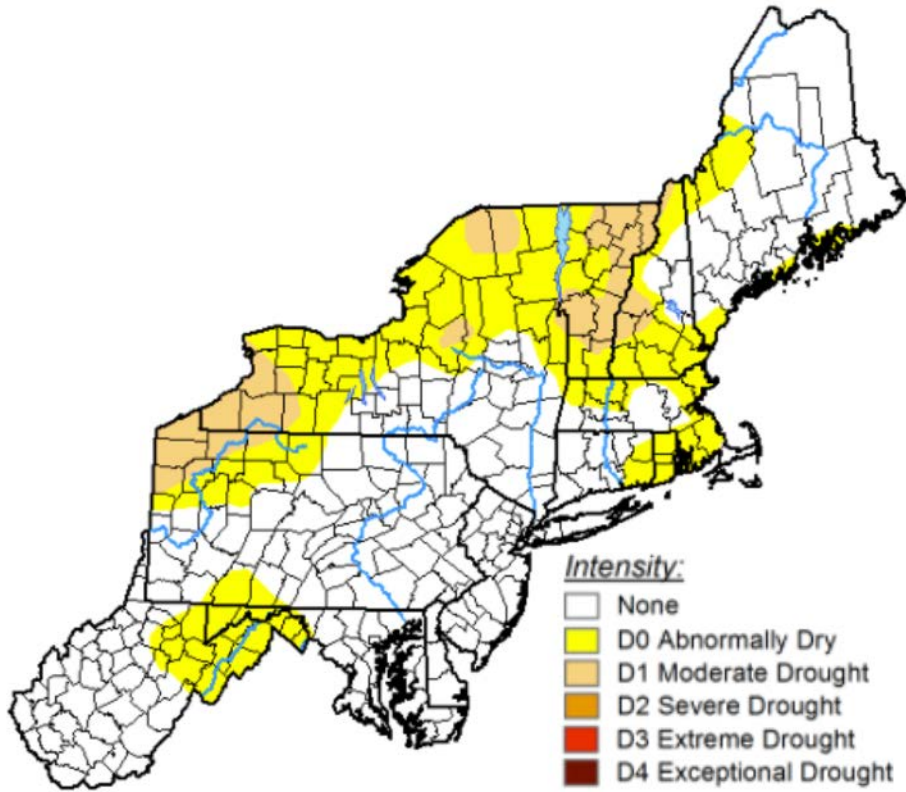 Intensity:
None
D0 Abnormally Dry
D1 Moderate Drought
D2 Severe Drought
D3 Extreme Drought
D4 Exceptional Drought